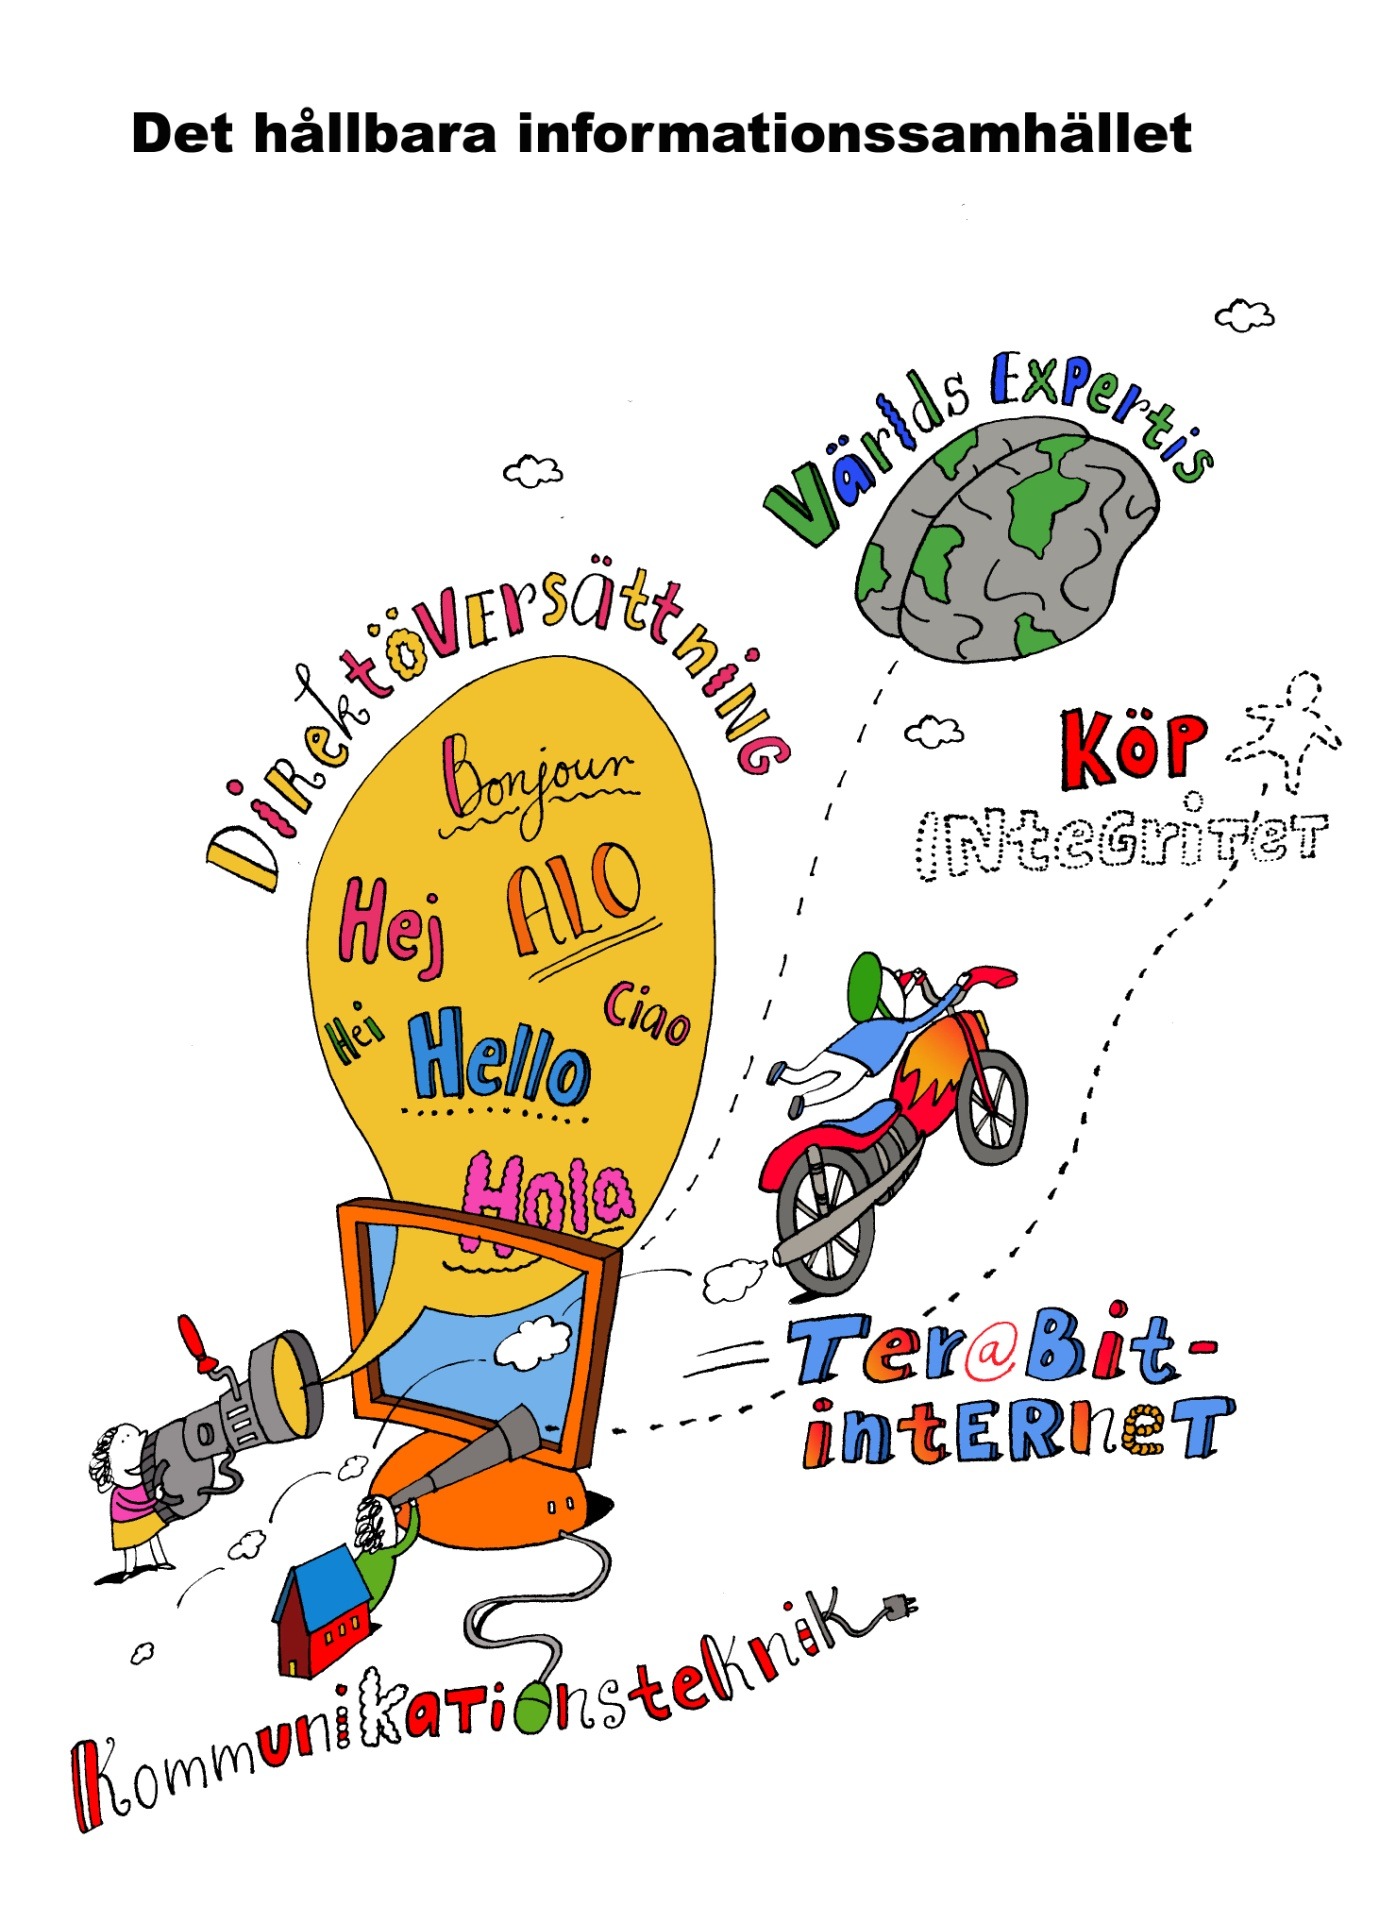 Det hållbara informationssamhället
Världs Expertis
Direktöversättning
Bonjour
Köp
Integritet
ALO
Hej
Ciao
Hei
Hello
Hola
Ter@Bit-
internet
Kommunikationsteknik